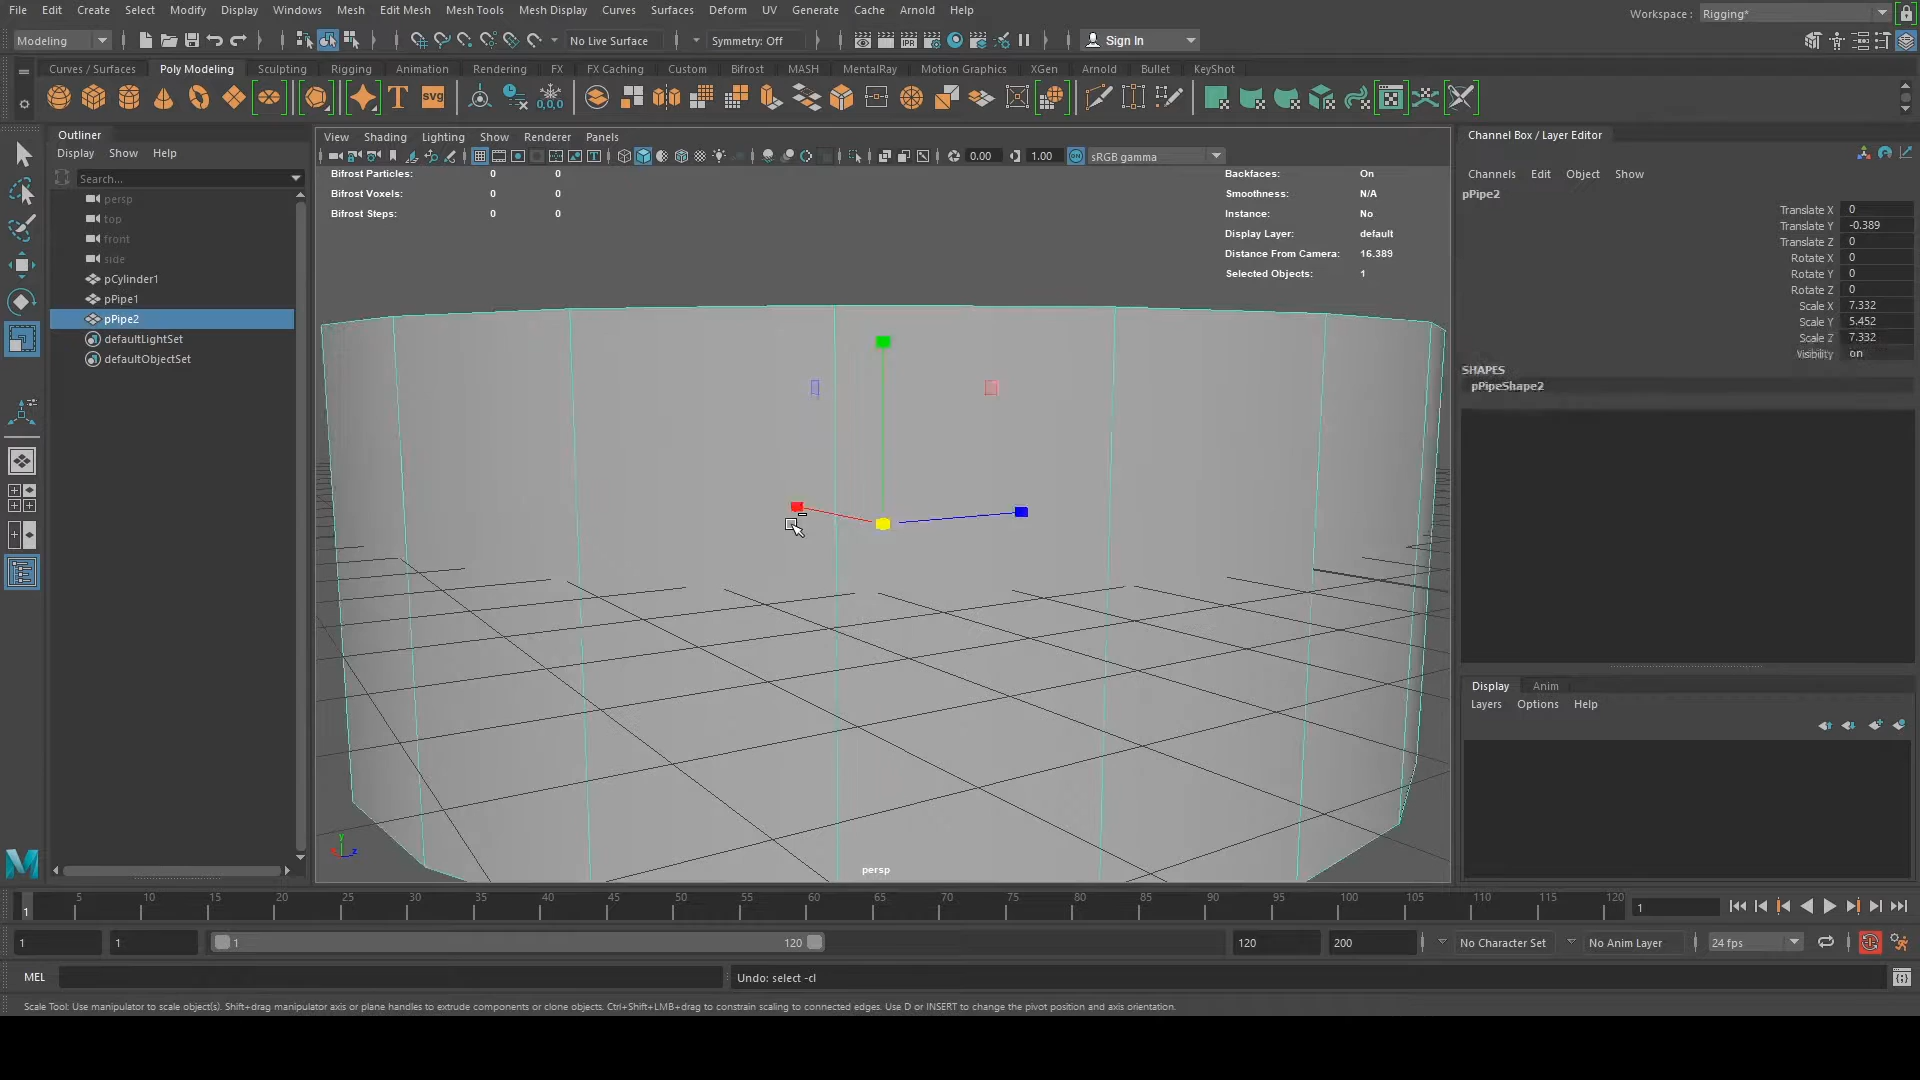 File Edit Create Select Modify Display Windows Mesh Edit Mesh Mesh Tools Mesh Display Curves Surfaces Deform UV Generate Cache Arnold Help
Workspace : Rigging*
Modeling No Live Surface Symmetry: Off Sign In
Curves / Surfaces Poly Modeling Sculpting Rigging Animation Rendering FX FX Caching Custom Bifrost MASH MentalRay Motion Graphics XGen Arnold Bullet KeyShot
T svg 0,0,0
Outliner
Display Show Help
Search...
persp
top
front
side
pCylinder1
pPipe1
pPipe2
defaultLightSet
defaultObjectSet
View Shading Lighting Show Renderer Panels
0.00 1.00 sRGB gamma
Bifrost Particles: 0 0
Bifrost Voxels: 0 0
Bifrost Steps: 0 0
Backfaces: On
Smoothness: N/A
Instance: No
Display Layer: default
Distance From Camera: 16.389
Selected Objects: 1
y
z
persp
Channel Box / Layer Editor
Channels Edit Object Show
pPipe2
Translate X 0
Translate Y -0.389
Translate Z 0
Rotate X 0
Rotate Y 0
Rotate Z 0
Scale X 7.332
Scale Y 5.452
Scale Z 7.332
Visibility on
SHAPES
pPipeShape2
Display Anim
Layers Options Help
1 5 10 15 20 25 30 35 40 45 50 55 60 65 70 75 80 85 90 95 100 105 110 115 120 1
1 1 1 120 120 200 No Character Set No Anim Layer 24 fps
MEL Undo: select -cl
Scale Tool: Use manipulator to scale object(s). Shift+drag manipulator axis or plane handles to extrude components or clone objects. Ctrl+Shift+LMB+drag to constrain scaling to connected edges. Use D or INSERT to change the pivot position and axis orientation.